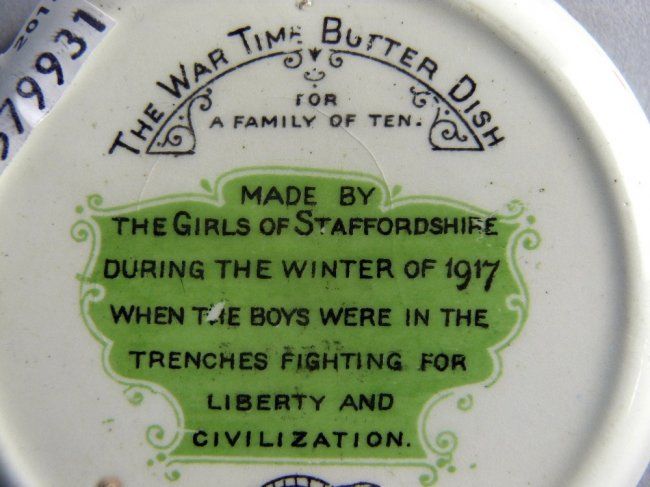 201
579931
THE WAR TIME BUTTER DISH
FOR
A FAMILY OF TEN.
MADE BY
THE GIRLS OF STAFFORDSHIRE
DURING THE WINTER OF 1917
WHEN THE BOYS WERE IN THE
TRENCHES FIGHTING FOR
LIBERTY AND
CIVILIZATION.